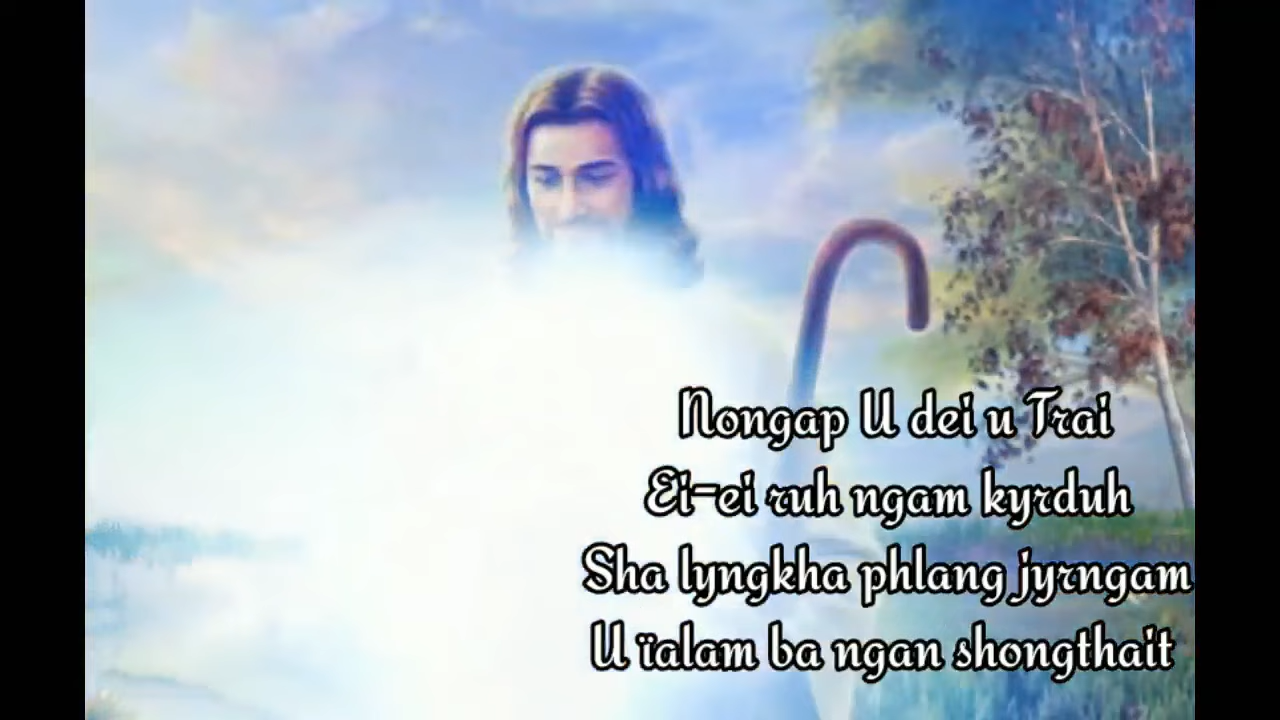 Nongap U dei u Trai
Ei-ei ruh ngam kyrduh
Sha lyngkha phlang jyrngam
U ïalam ba ngan shongthait